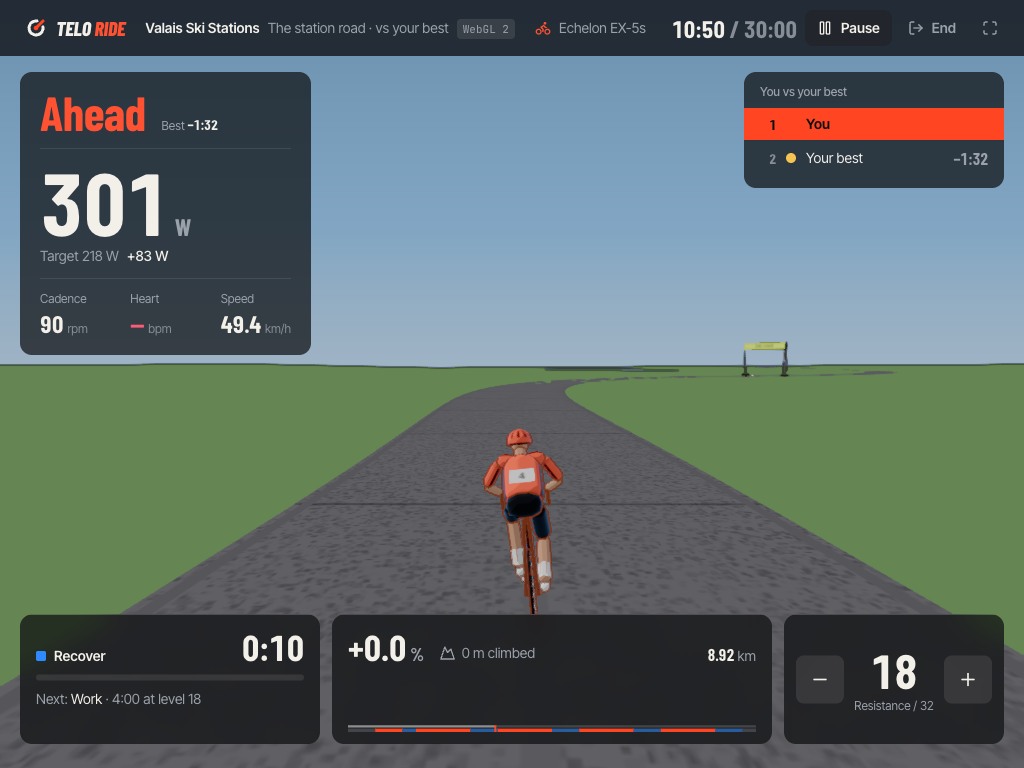 TELO RIDE
Valais Ski Stations The station road · vs your best WebGL 2
Echelon EX-5s
10:50 / 30:00
Pause
End
Ahead Best −1:32
301 W
Target 218 W +83 W
Cadence Heart Speed
90 rpm – bpm 49.4 km/h
You vs your best
1 You
2 Your best −1:32
4
Recover 0:10
Next: Work · 4:00 at level 18
+0.0 % 0 m climbed 8.92 km
− 18 +
Resistance / 32